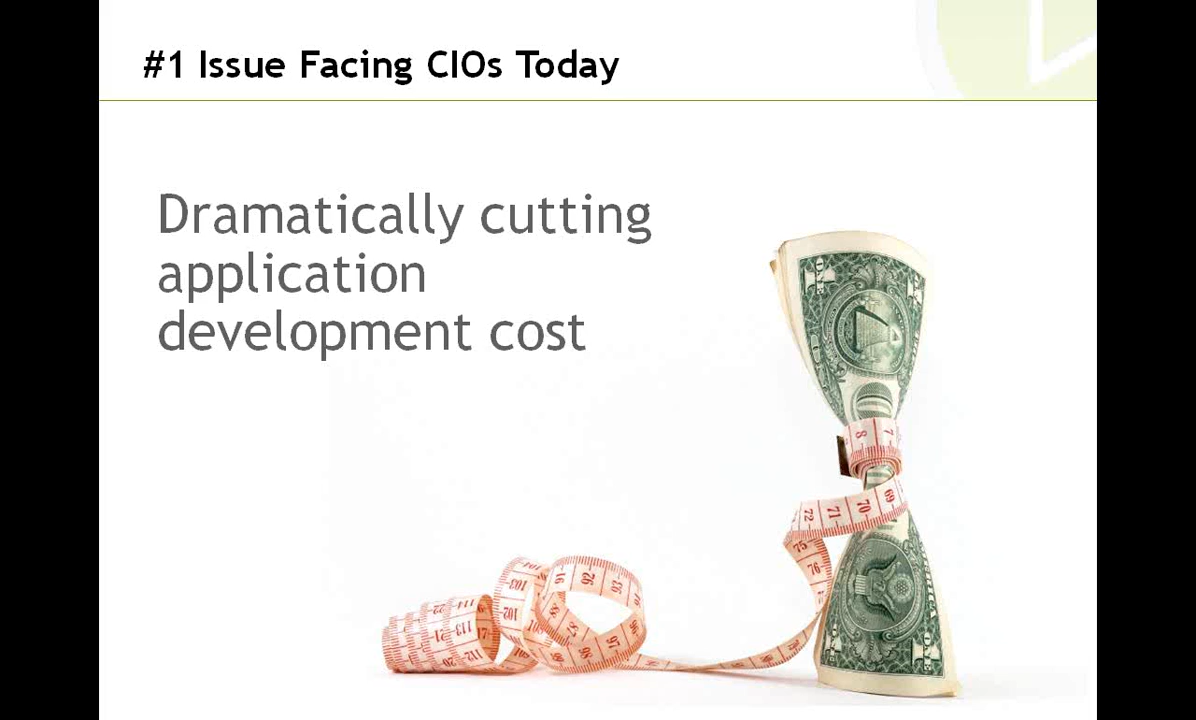 #1 Issue Facing CIOs Today
Dramatically cutting
application
development cost